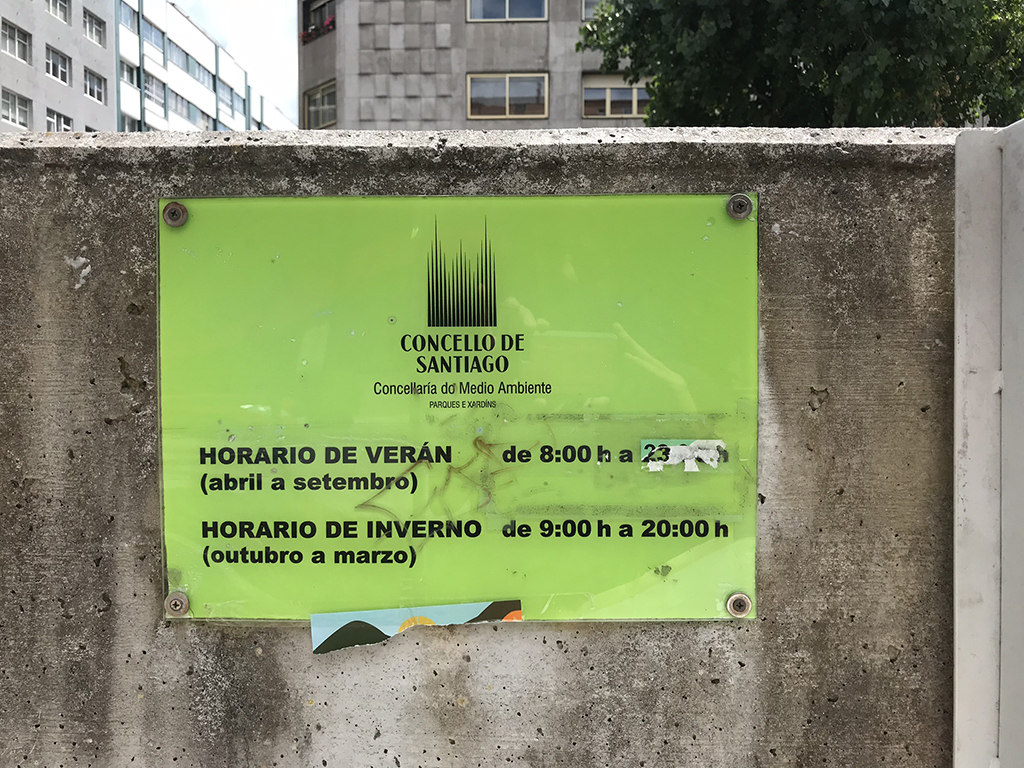 CONCELLO DE
SANTIAGO
Concellaría do Medio Ambiente
PARQUES E XARDÍNS
HORARIO DE VERÁN de 8:00 h a 23 h
(abril a setembro)
HORARIO DE INVERNO de 9:00 h a 20:00 h
(outubro a marzo)